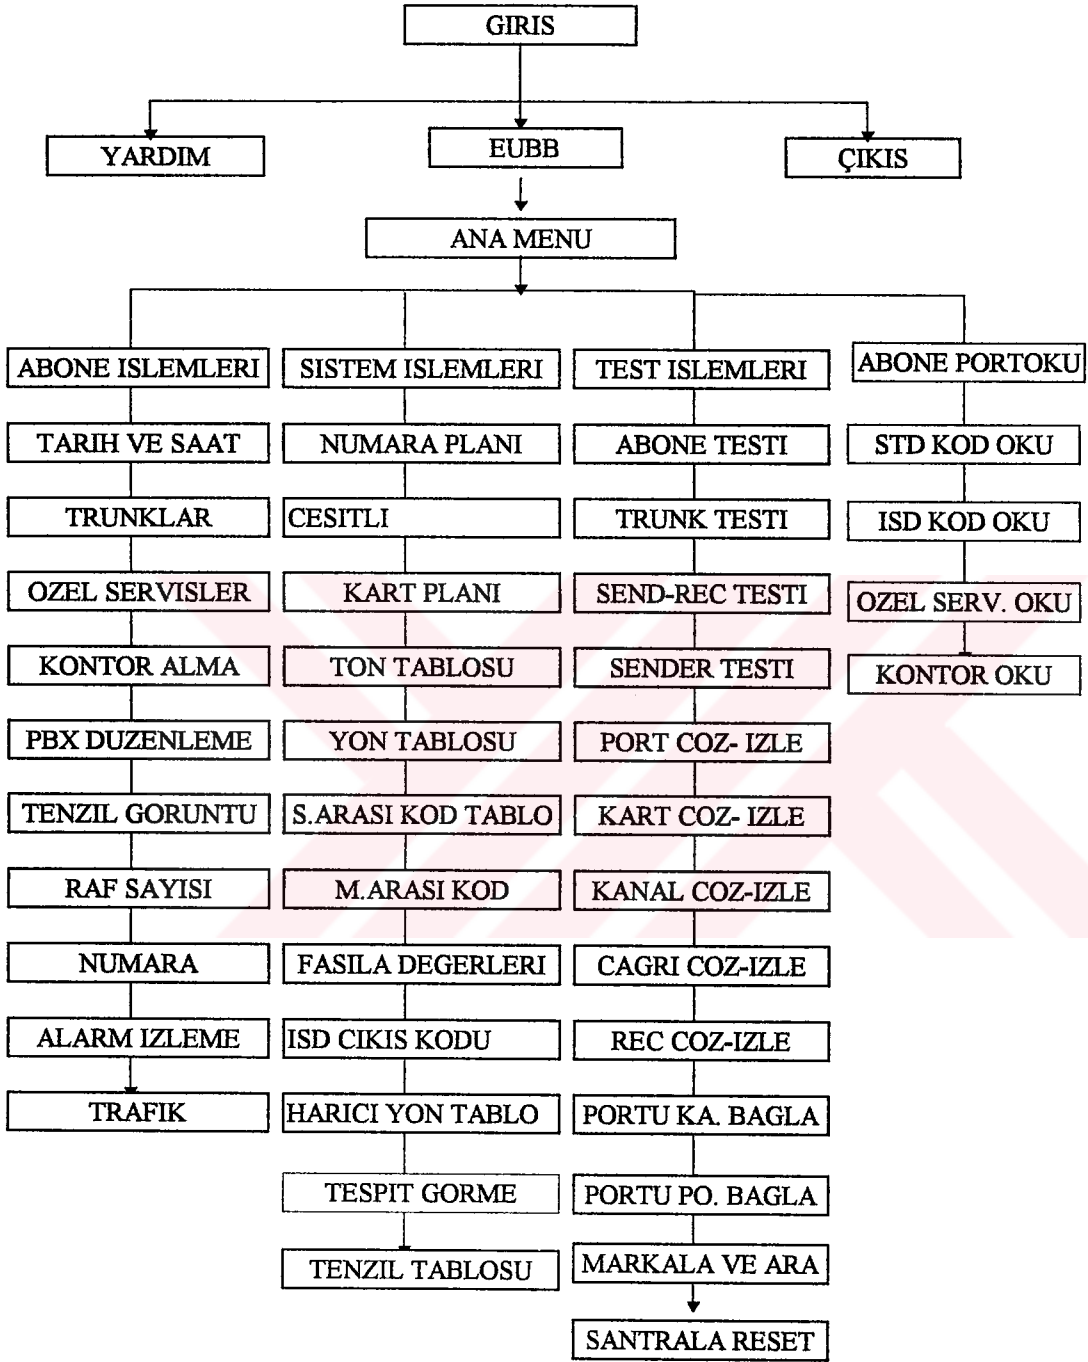 GIRIS
YARDIM
EUBB
ÇIKIS
ANA MENU
ABONE ISLEMLERI
TARIH VE SAAT
TRUNKLAR
OZEL SERVISLER
KONTOR ALMA
PBX DUZENLEME
TENZIL GORUNTU
RAF SAYISI
NUMARA
ALARM IZLEME
TRAFIK
SISTEM ISLEMLERI
NUMARA PLANI
CESITLI
KART PLANI
TON TABLOSU
YON TABLOSU
S.ARASI KOD TABLO
M.ARASI KOD
FASILA DEGERLERI
ISD CIKIS KODU
HARICI YON TABLO
TESPIT GORME
TENZIL TABLOSU
TEST ISLEMLERI
ABONE TESTI
TRUNK TESTI
SEND-REC TESTI
SENDER TESTI
PORT COZ- IZLE
KART COZ- IZLE
KANAL COZ-IZLE
CAGRI COZ-IZLE
REC COZ-IZLE
PORTU KA. BAGLA
PORTU PO. BAGLA
MARKALA VE ARA
SANTRALA RESET
ABONE PORTOKU
STD KOD OKU
ISD KOD OKU
OZEL SERV. OKU
KONTOR OKU